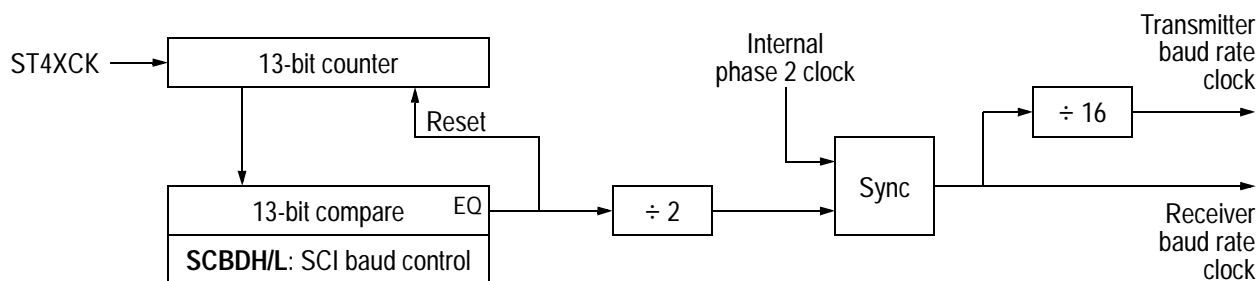 ST4XCK
13-bit counter
Reset
13-bit compare
EQ
SCBDH/L: SCI baud control
÷ 2
Internal
phase 2 clock
Sync
÷ 16
Transmitter
baud rate
clock
Receiver
baud rate
clock